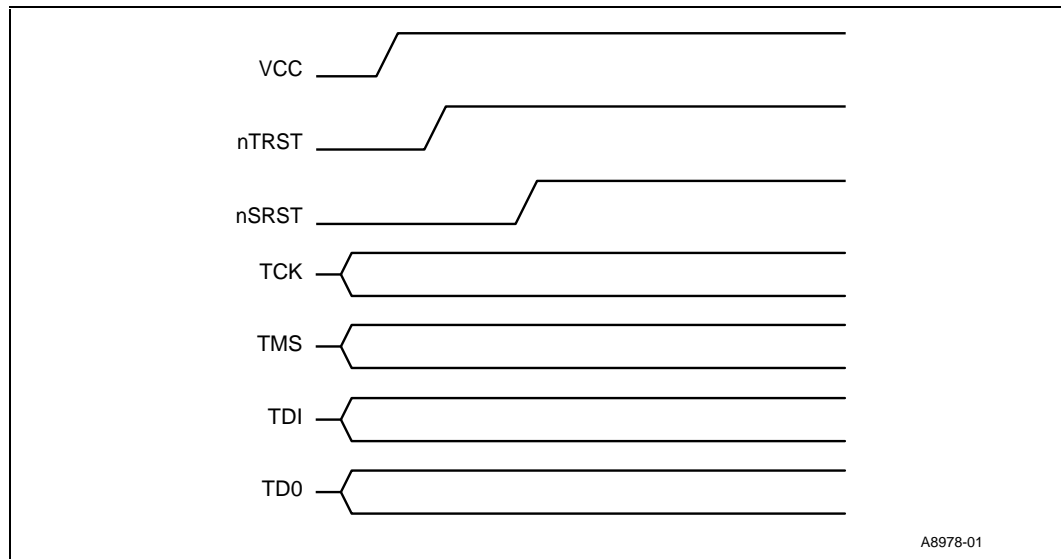 VCC
nTRST
nSRST
TCK
TMS
TDI
TD0
A8978-01